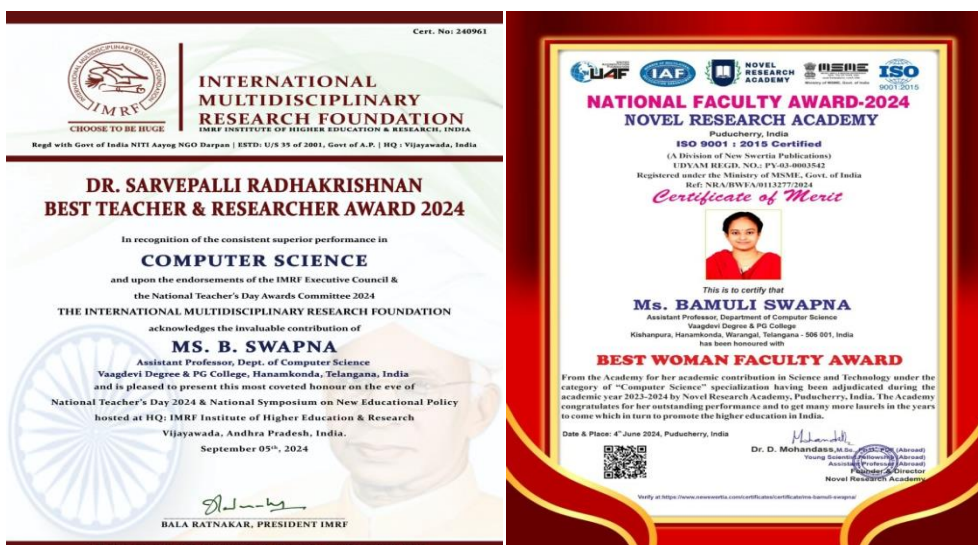 Cert. No: 240961
INTERNATIONAL MULTIDISCIPLINARY RESEARCH FOUNDATION
IMRF
CHOOSE TO BE HUGE
INTERNATIONAL
MULTIDISCIPLINARY
RESEARCH FOUNDATION
IMRF INSTITUTE OF HIGHER EDUCATION & RESEARCH, INDIA
Regd with Govt of India NITI Aayog NGO Darpan | ESTD: U/S 35 of 2001, Govt of A.P. | HQ : Vijayawada, India
DR. SARVEPALLI RADHAKRISHNAN
BEST TEACHER & RESEARCHER AWARD 2024
In recognition of the consistent superior performance in
COMPUTER SCIENCE
and upon the endorsements of the IMRF Executive Council &
the National Teacher's Day Awards Committee 2024
THE INTERNATIONAL MULTIDISCIPLINARY RESEARCH FOUNDATION
acknowledges the invaluable contribution of
MS. B. SWAPNA
Assistant Professor, Dept. of Computer Science
Vaagdevi Degree & PG College, Hanamkonda, Telangana, India
and is pleased to present this most coveted honour on the eve of
National Teacher's Day 2024 & National Symposium on New Educational Policy
hosted at HQ: IMRF Institute of Higher Education & Research
Vijayawada, Andhra Pradesh, India.
September 05th, 2024
BALA RATNAKAR, PRESIDENT IMRF
UAF
IAF
NOVEL
RESEARCH
ACADEMY
MSME
ISO
9001:2015
NATIONAL FACULTY AWARD-2024
NOVEL RESEARCH ACADEMY
Puducherry, India
ISO 9001 : 2015 Certified
(A Division of New Swertia Publications)
UDYAM REGD. NO.: PY-03-0003542
Registered under the Ministry of MSME, Govt. of India
Ref: NRA/BWFA/0113277/2024
Certificate of Merit
This is to certify that
Ms. BAMULI SWAPNA
Assistant Professor, Department of Computer Science
Vaagdevi Degree & PG College
Kishanpura, Hanamkonda, Warangal, Telangana - 506 001, India
has been honoured with
BEST WOMAN FACULTY AWARD
From the Academy for her academic contribution in Science and Technology under the
category of "Computer Science" specialization having been adjudicated during the
academic year 2023-2024 by Novel Research Academy, Puducherry, India. The Academy
congratulates for her outstanding performance and to get many more laurels in the years
to come which in turn to promote the higher education in India.
Date & Place: 4th June 2024, Puducherry, India
Dr. D. Mohandass, M.Sc., Ph.D., PDF (Abroad)
Young Scientist Fellowship (Abroad)
Assistant Professor (Abroad)
Founder & Director
Novel Research Academy